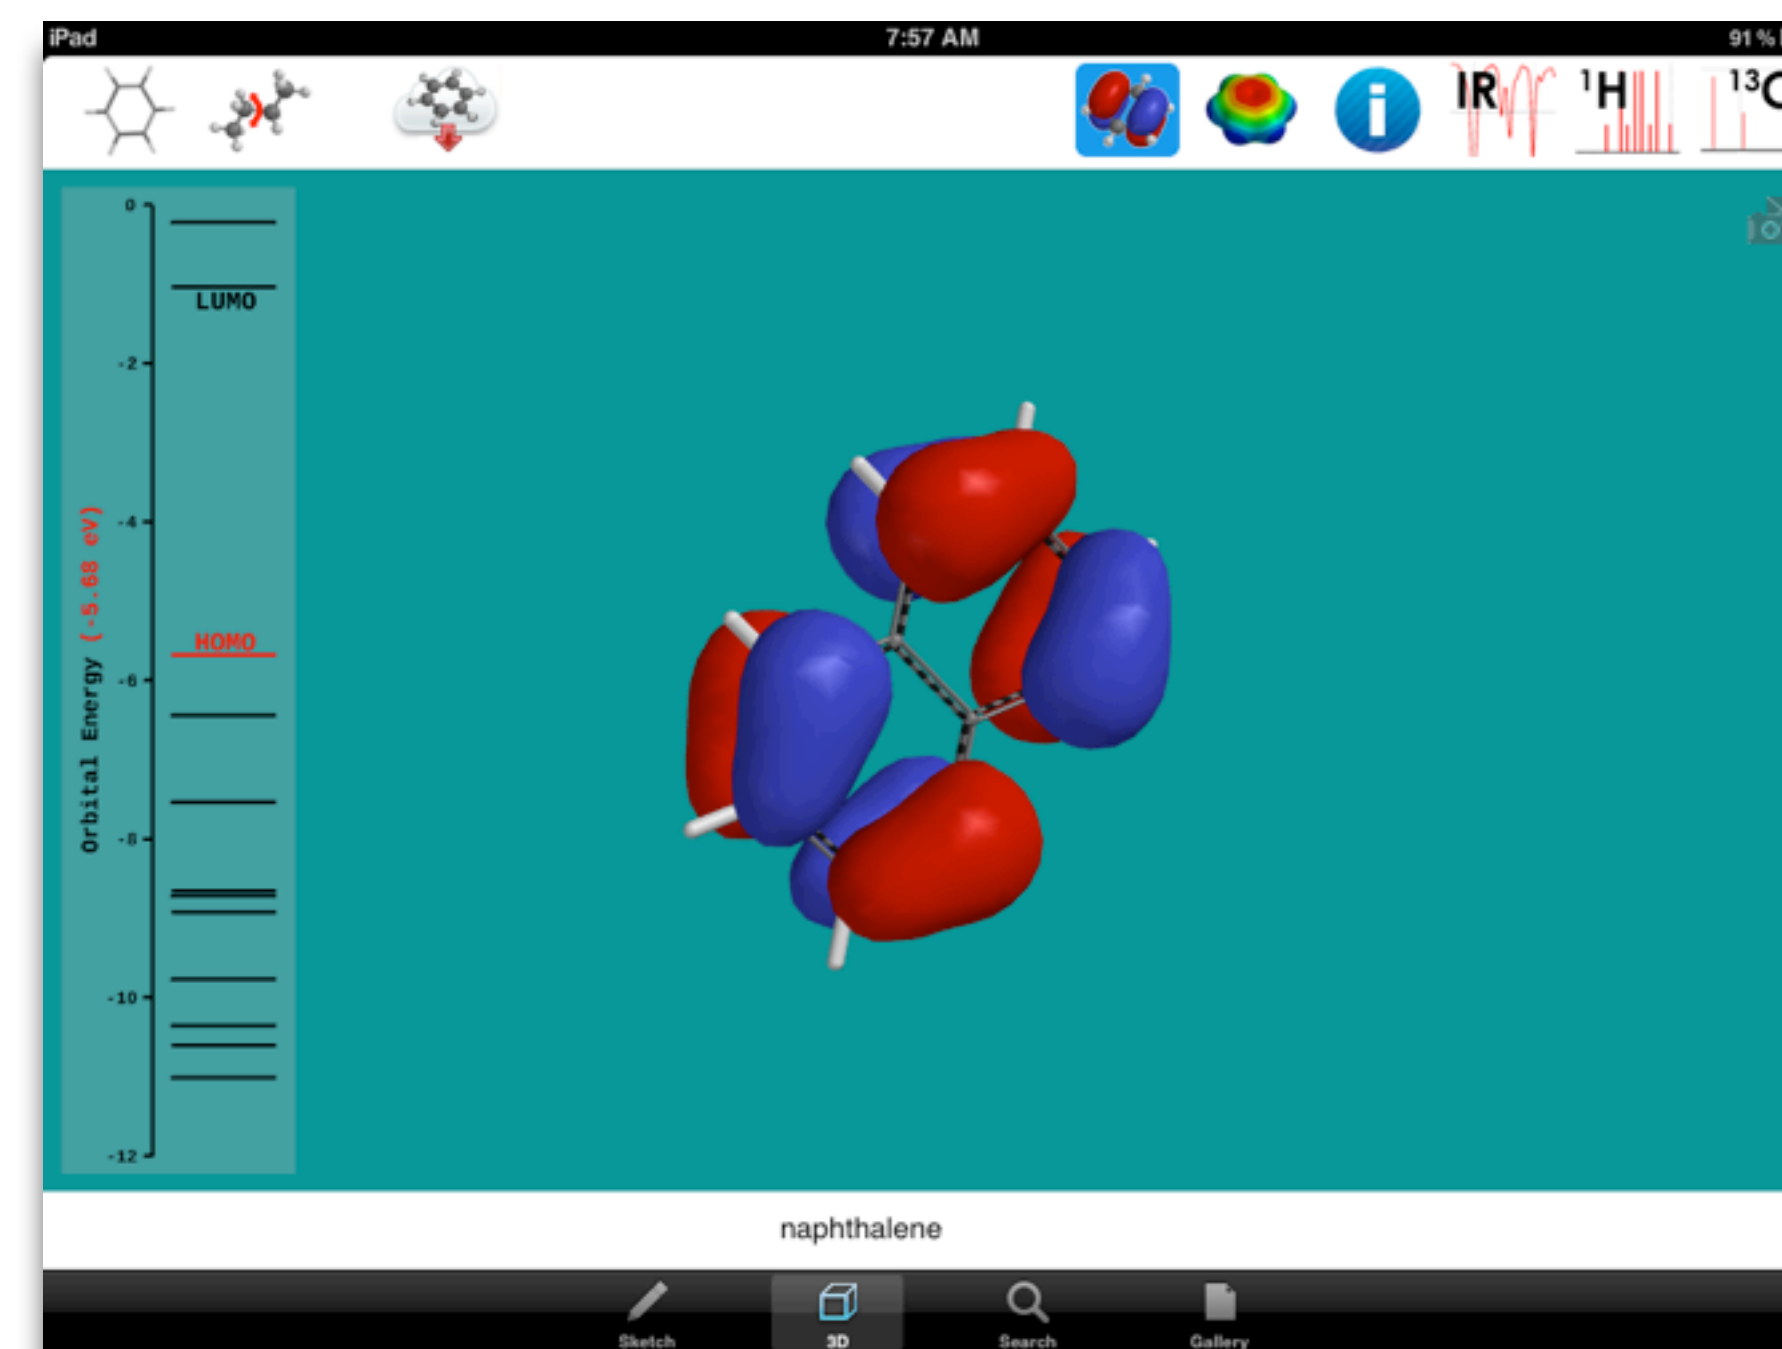 iPad
7:57 AM
91 %
IR
¹H
¹³C
0
LUMO
-2
-4
HOMO
Orbital Energy (-5.68 eV)
-6
-8
-10
-12
naphthalene
Sketch
3D
Search
Gallery